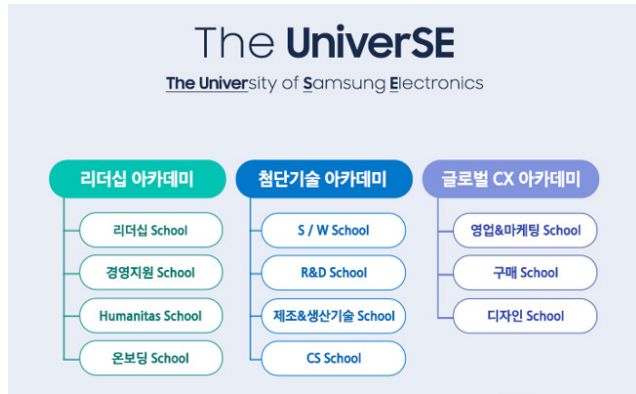 The UniverSE
The University of Samsung Electronics
리더십 아카데미
리더십 School
경영지원 School
Humanitas School
온보딩 School
첨단기술 아카데미
S / W School
R&D School
제조&생산기술 School
CS School
글로벌 CX 아카데미
영업&마케팅 School
구매 School
디자인 School